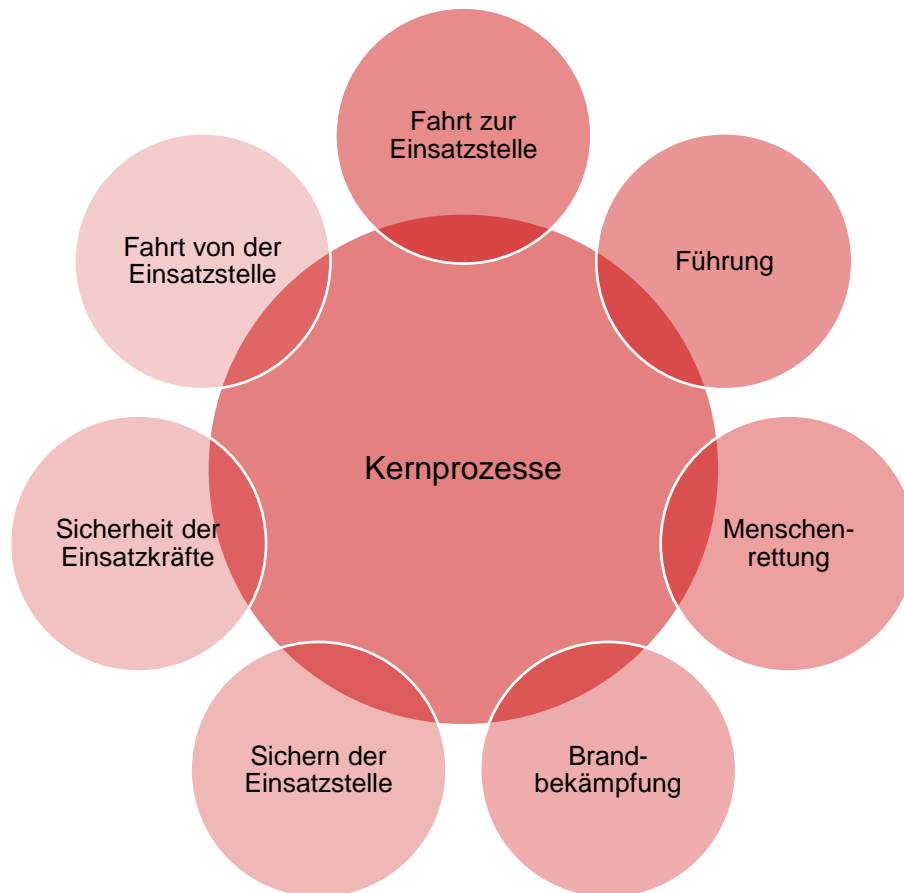 Fahrt zur
Einsatzstelle
Führung
Menschen-
rettung
Brand-
bekämpfung
Sichern der
Einsatzstelle
Sicherheit der
Einsatzkräfte
Fahrt von der
Einsatzstelle
Kernprozesse